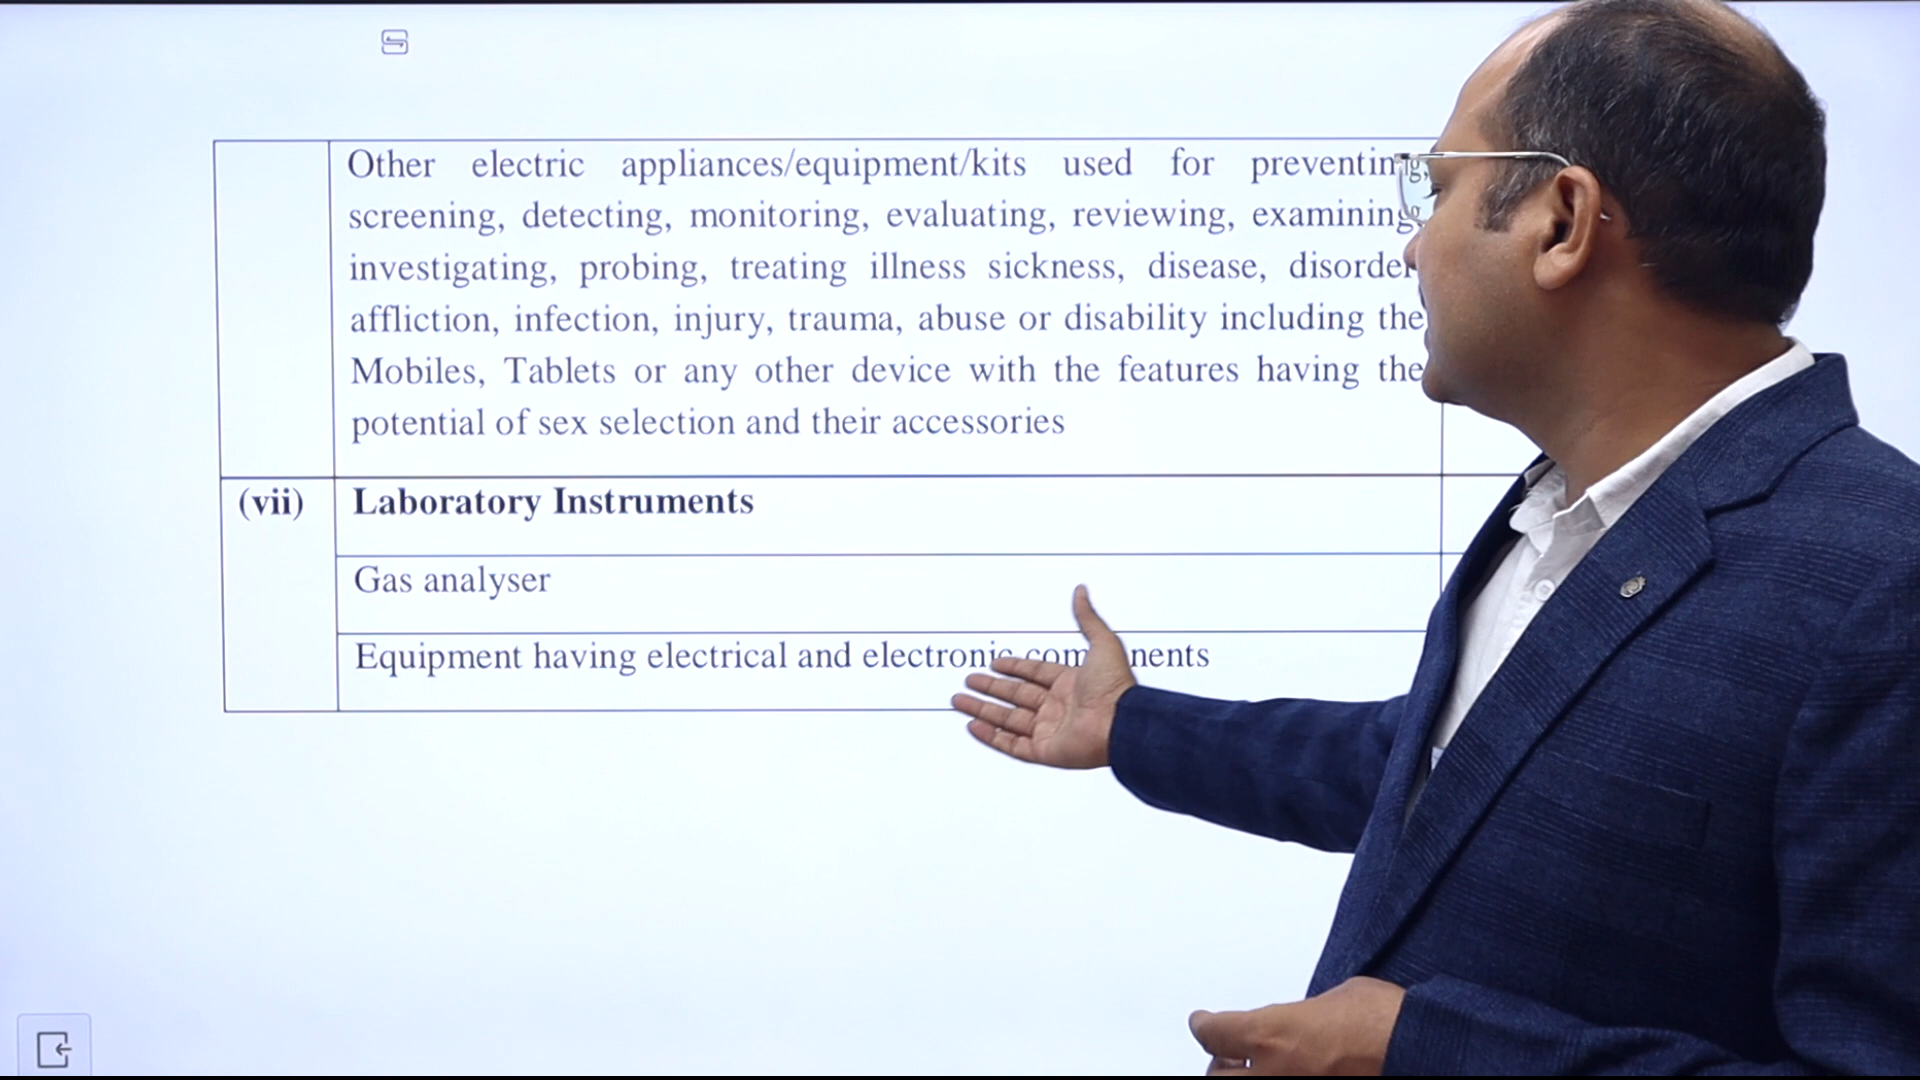 Other electric appliances/equipment/kits used for preventing,
screening, detecting, monitoring, evaluating, reviewing, examining,
investigating, probing, treating illness sickness, disease, disorder
affliction, infection, injury, trauma, abuse or disability including the
Mobiles, Tablets or any other device with the features having the
potential of sex selection and their accessories
(vii) Laboratory Instruments
Gas analyser
Equipment having electrical and electronic components